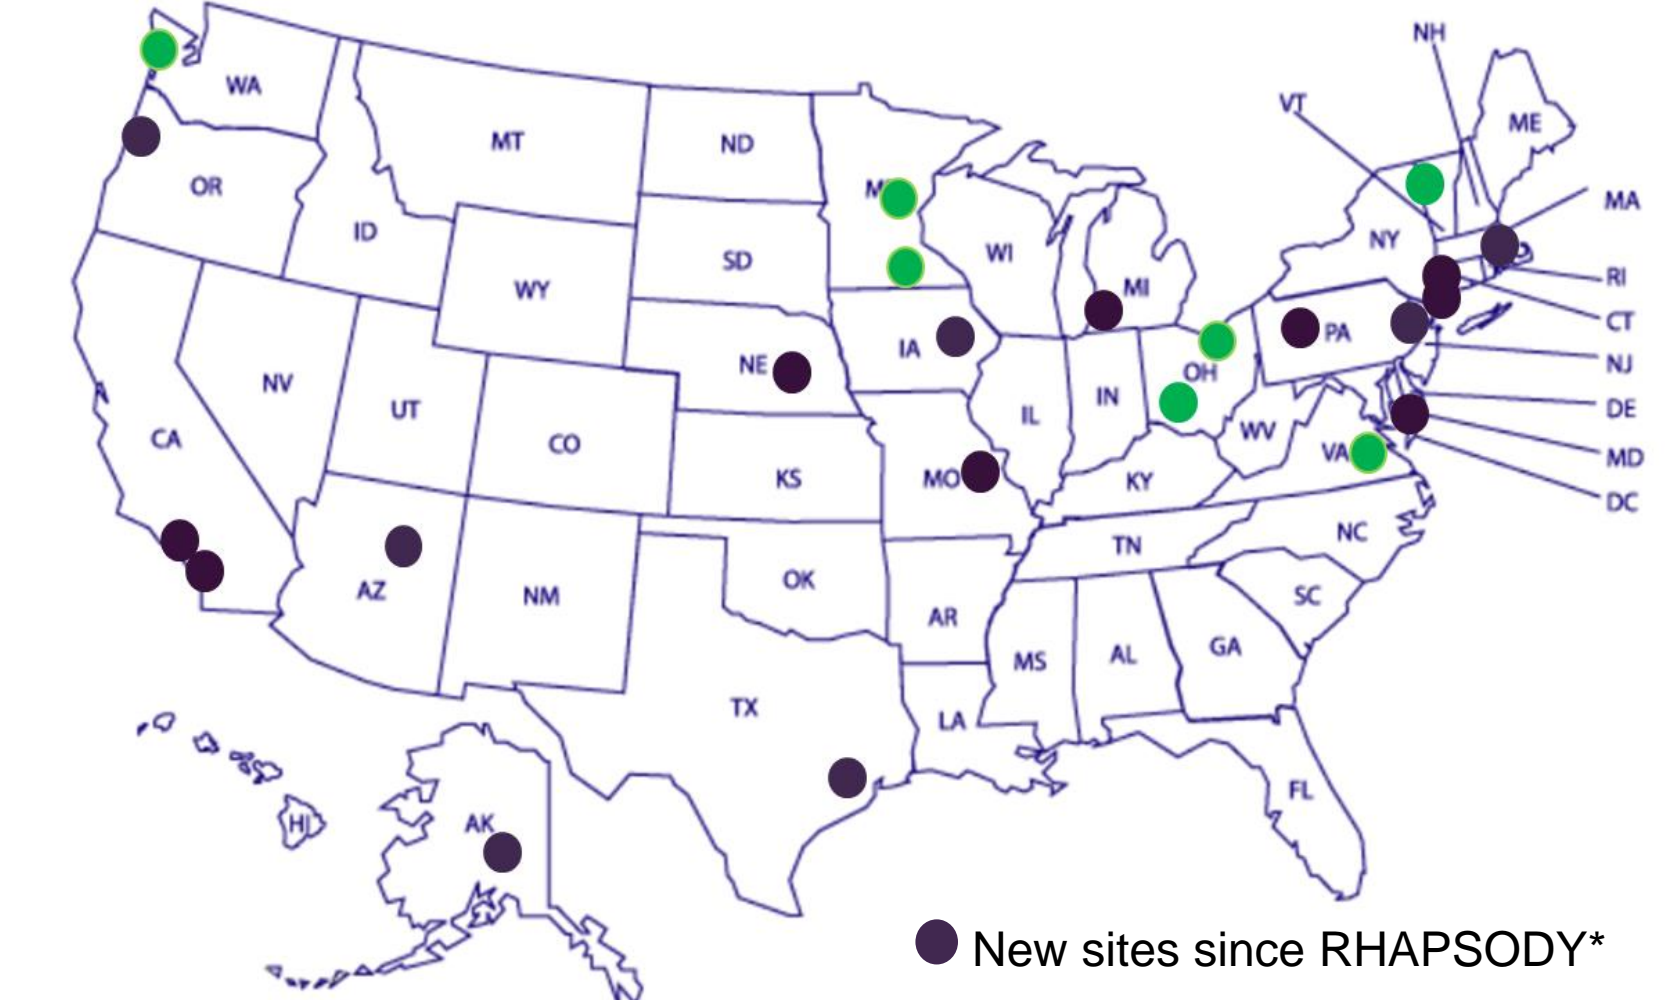 NH
VT
ME
WA
MT
ND
OR
MA
ID
NY
WI
SD
MI
RI
WY
CT
PA
IA
NJ
NE
OH
NV
IN
UT
DE
IL
CA
CO
WV
VA
MD
MO
KS
KY
DC
NC
TN
OK
AZ
NM
SC
AR
GA
AL
MS
TX
LA
FL
HI
AK
New sites since RHAPSODY*